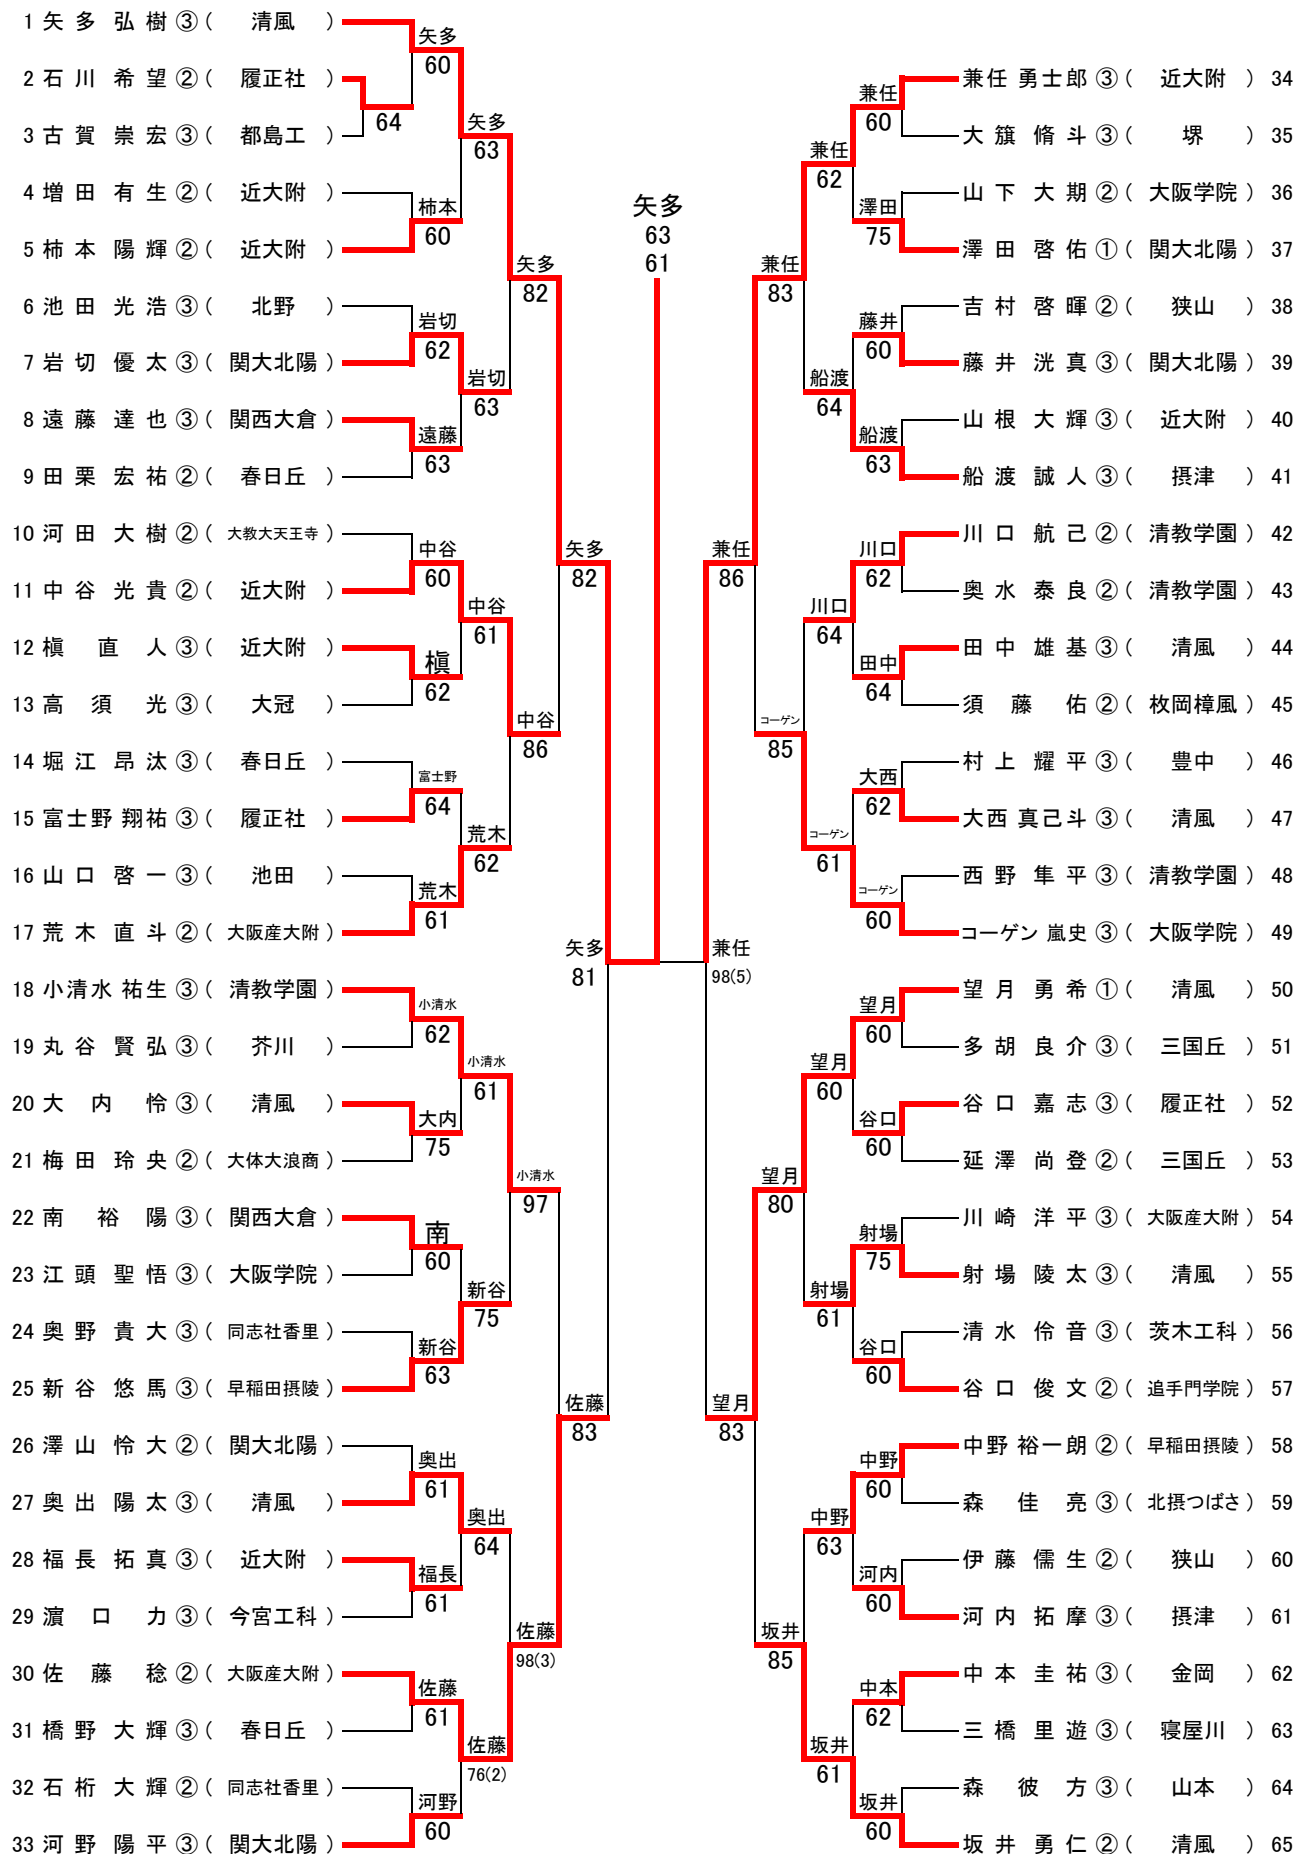 1 矢多弘樹③( 清風 )
2 石川希望②( 履正社 )
3 古賀崇宏③( 都島工 )
4 増田有生②( 近大附 )
5 柿本陽輝②( 近大附 )
6 池田光浩③( 北野 )
7 岩切優太③( 関大北陽 )
8 遠藤達也③( 関西大倉 )
9 田栗宏祐②( 春日丘 )
10 河田大樹②( 大教大天王寺 )
11 中谷光貴②( 近大附 )
12 槇直人③( 近大附 )
13 高須光③( 大冠 )
14 堀江昂汰③( 春日丘 )
15 富士野翔祐③( 履正社 )
16 山口啓一③( 池田 )
17 荒木直斗②( 大阪産大附 )
18 小清水祐生③( 清教学園 )
19 丸谷賢弘③( 芥川 )
20 大内怜③( 清風 )
21 梅田玲央②( 大体大浪商 )
22 南裕陽③( 関西大倉 )
23 江頭聖悟③( 大阪学院 )
24 奥野貴大③( 同志社香里 )
25 新谷悠馬③( 早稲田摂陵 )
26 澤山怜大②( 関大北陽 )
27 奥出陽太③( 清風 )
28 福長拓真③( 近大附 )
29 濵口力③( 今宮工科 )
30 佐藤稔②( 大阪産大附 )
31 橋野大輝③( 春日丘 )
32 石桁大輝②( 同志社香里 )
33 河野陽平③( 関大北陽 )
64
矢多
60
柿本
60
岩切
62
遠藤
63
中谷
60
槇
62
富士野
64
荒木
61
小清水
62
大内
75
南
60
新谷
63
奥出
61
福長
61
佐藤
61
河野
60
矢多
63
岩切
63
中谷
61
荒木
62
小清水
61
新谷
75
奥出
64
佐藤
76(2)
矢多
82
中谷
86
小清水
97
佐藤
98(3)
矢多
82
佐藤
83
矢多
81
矢多
63
61
兼任
98(5)
兼任
86
望月
83
兼任
83
コーゲン
85
望月
80
坂井
85
兼任
62
船渡
64
川口
64
コーゲン
61
望月
60
射場
61
中野
63
坂井
61
兼任
60
澤田
75
藤井
60
船渡
63
川口
62
田中
64
大西
62
コーゲン
60
望月
60
谷口
60
射場
75
谷口
60
中野
60
河内
60
中本
62
坂井
60
兼任勇士郎③( 近大附 ) 34
大籏脩斗③( 堺 ) 35
山下大期②( 大阪学院 ) 36
澤田啓佑①( 関大北陽 ) 37
吉村啓暉②( 狭山 ) 38
藤井洸真③( 関大北陽 ) 39
山根大輝③( 近大附 ) 40
船渡誠人③( 摂津 ) 41
川口航己②( 清教学園 ) 42
奥水泰良②( 清教学園 ) 43
田中雄基③( 清風 ) 44
須藤佑②( 枚岡樟風 ) 45
村上耀平③( 豊中 ) 46
大西真己斗③( 清風 ) 47
西野隼平③( 清教学園 ) 48
コーゲン嵐史③( 大阪学院 ) 49
望月勇希①( 清風 ) 50
多胡良介③( 三国丘 ) 51
谷口嘉志③( 履正社 ) 52
延澤尚登②( 三国丘 ) 53
川崎洋平③( 大阪産大附 ) 54
射場陵太③( 清風 ) 55
清水伶音③( 茨木工科 ) 56
谷口俊文②( 追手門学院 ) 57
中野裕一朗②( 早稲田摂陵 ) 58
森佳亮③( 北摂つばさ ) 59
伊藤儒生②( 狭山 ) 60
河内拓摩③( 摂津 ) 61
中本圭祐③( 金岡 ) 62
三橋里遊③( 寝屋川 ) 63
森彼方③( 山本 ) 64
坂井勇仁②( 清風 ) 65